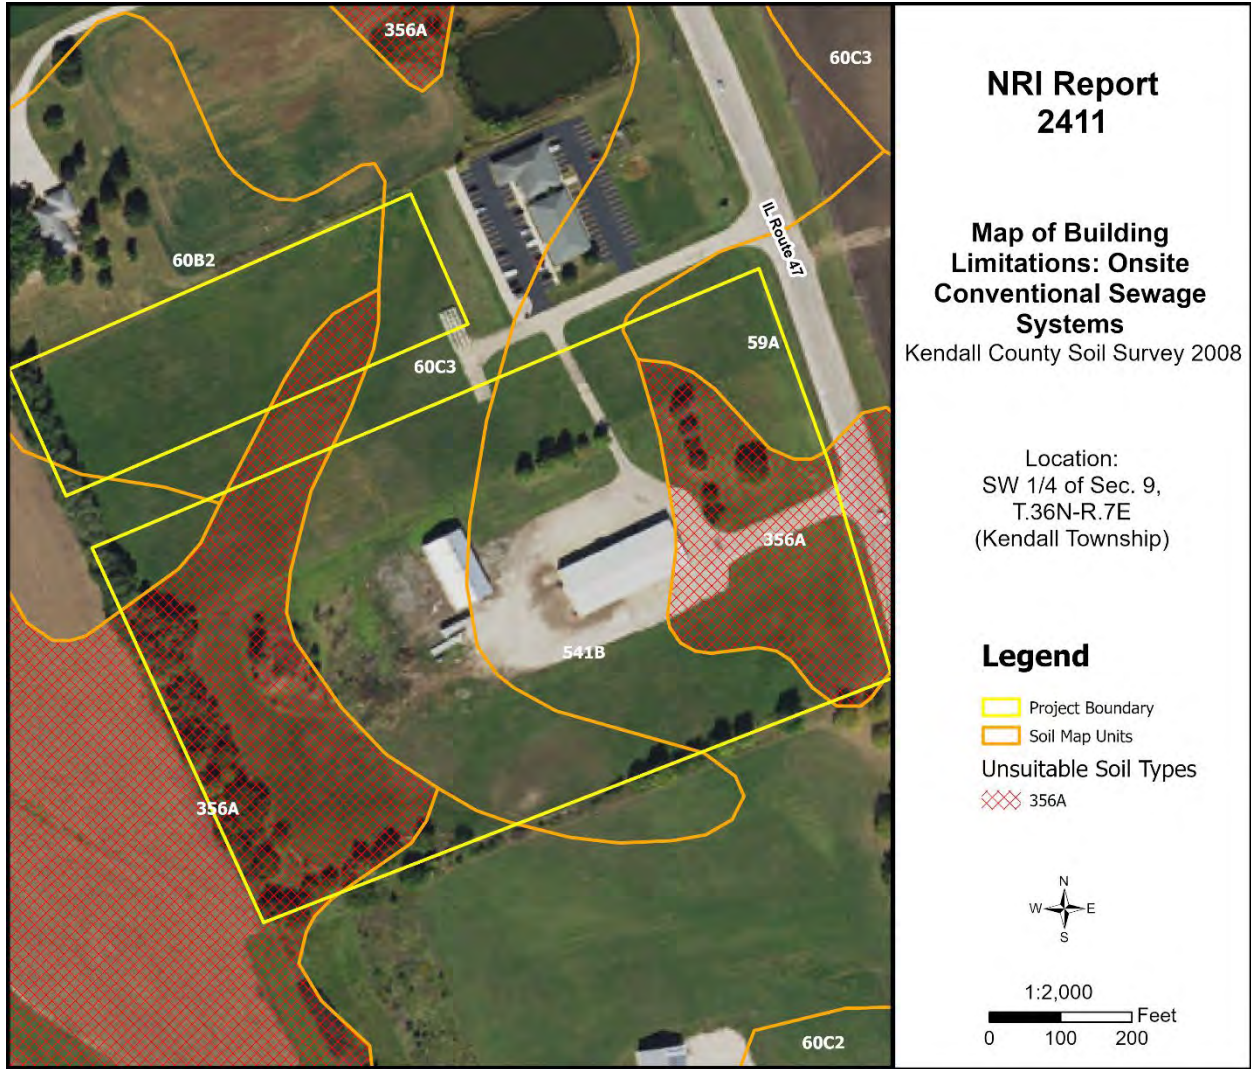 356A
60C3
60B2
IL Route 47
59A
60C3
356A
541B
356A
60C2
NRI Report
2411
Map of Building
Limitations: Onsite
Conventional Sewage
Systems
Kendall County Soil Survey 2008
Location:
SW 1/4 of Sec. 9,
T.36N-R.7E
(Kendall Township)
Legend
Project Boundary
Soil Map Units
Unsuitable Soil Types
356A
N
W E
S
1:2,000
Feet
0 100 200